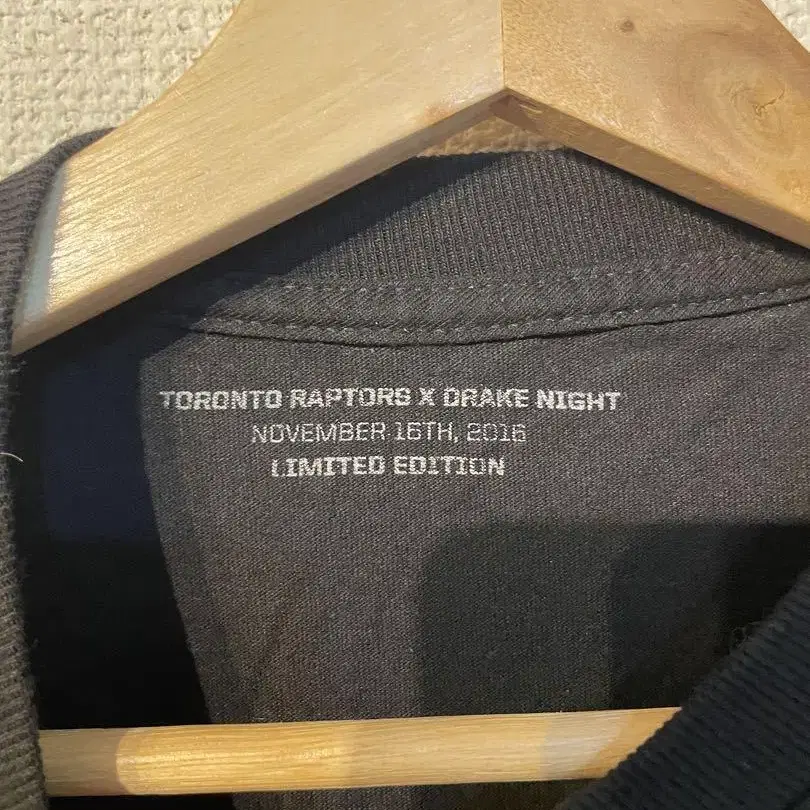 TORONTO RAPTORS X DRAKE NIGHT
NOVEMBER 16TH, 2016
LIMITED EDITION